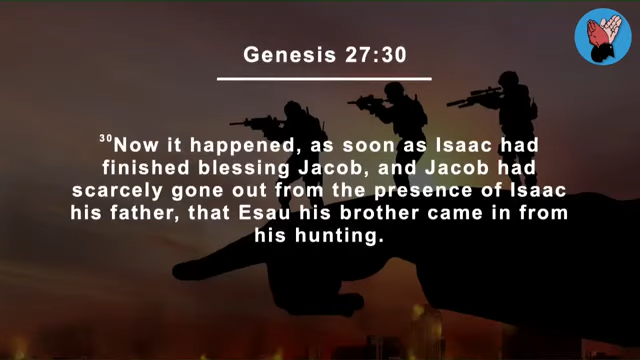 Genesis 27:30
³⁰Now it happened, as soon as Isaac had
finished blessing Jacob, and Jacob had
scarcely gone out from the presence of Isaac
his father, that Esau his brother came in from
his hunting.